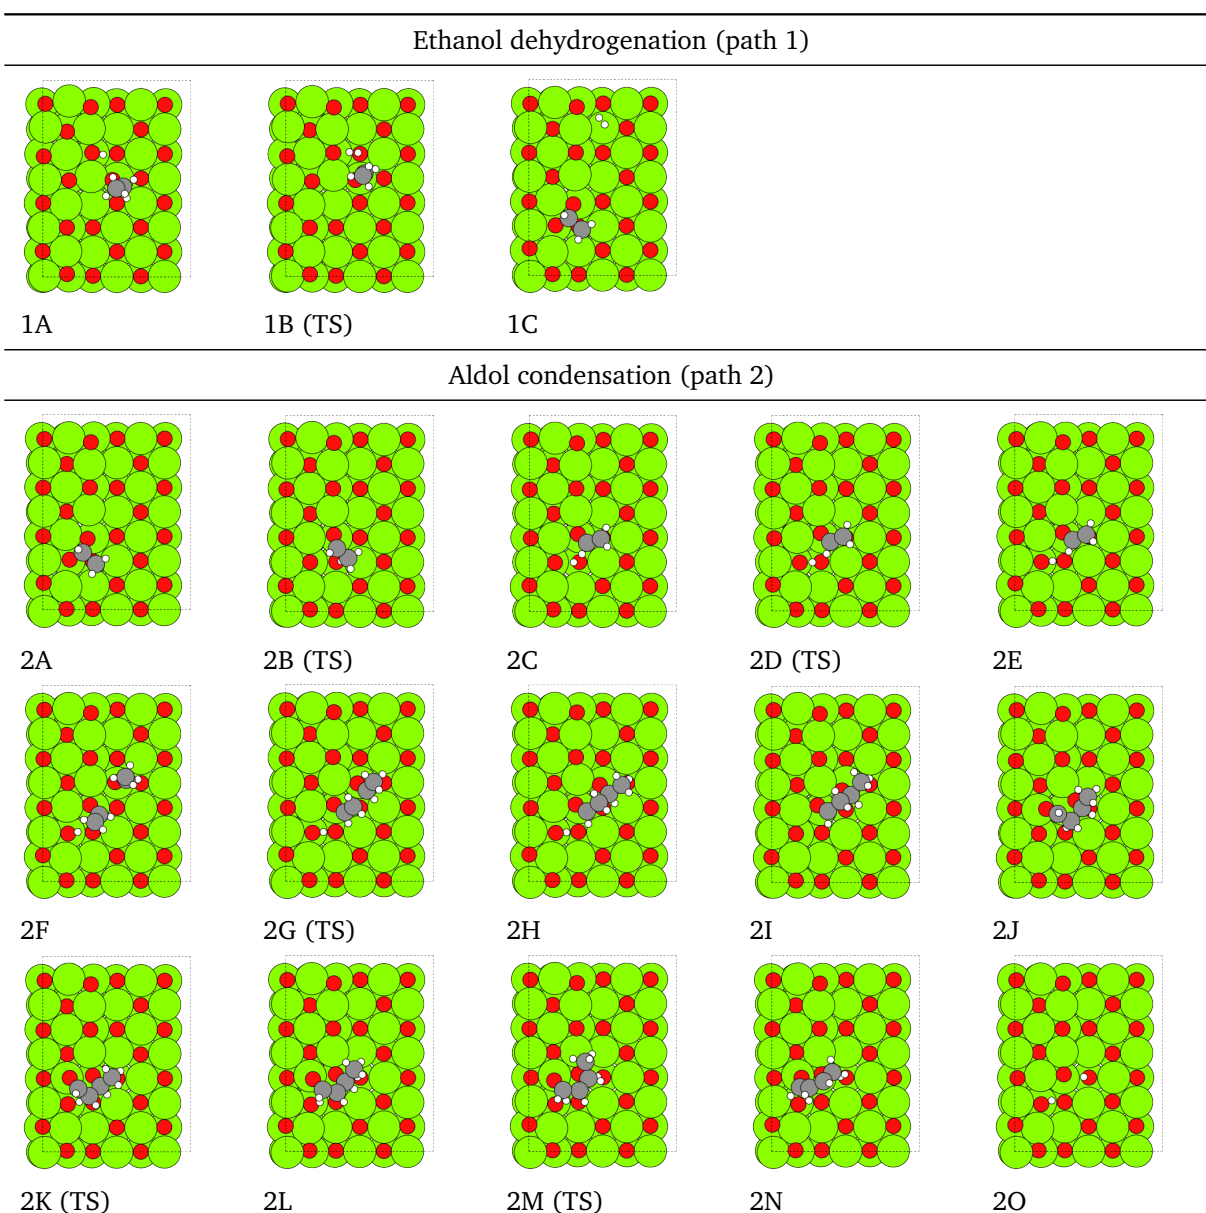 Ethanol dehydrogenation (path 1)
1A 1B (TS) 1C
Aldol condensation (path 2)
2A 2B (TS) 2C 2D (TS) 2E
2F 2G (TS) 2H 2I 2J
2K (TS) 2L 2M (TS) 2N 2O